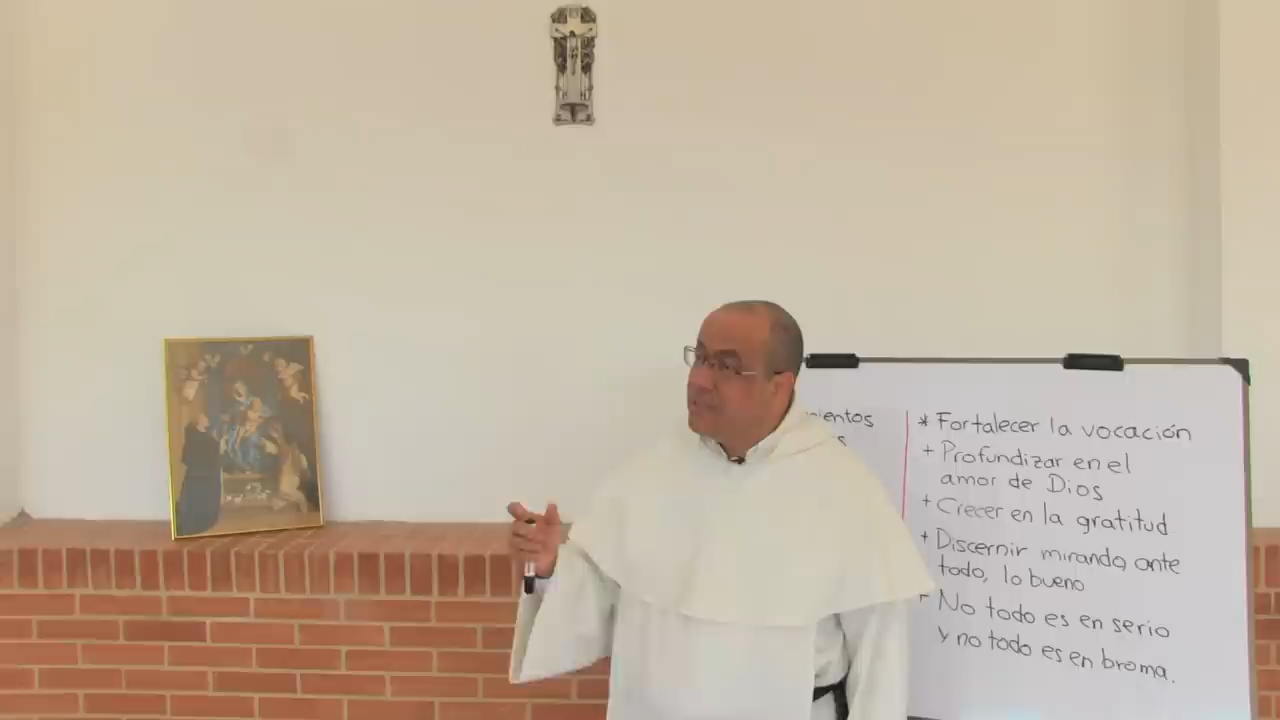 * Fortalecer la vocación
+ Profundizar en el
amor de Dios
+ Crecer en la gratitud
+ Discernir mirando, ante
todo, lo bueno
+ No todo es en serio
y no todo es en broma.